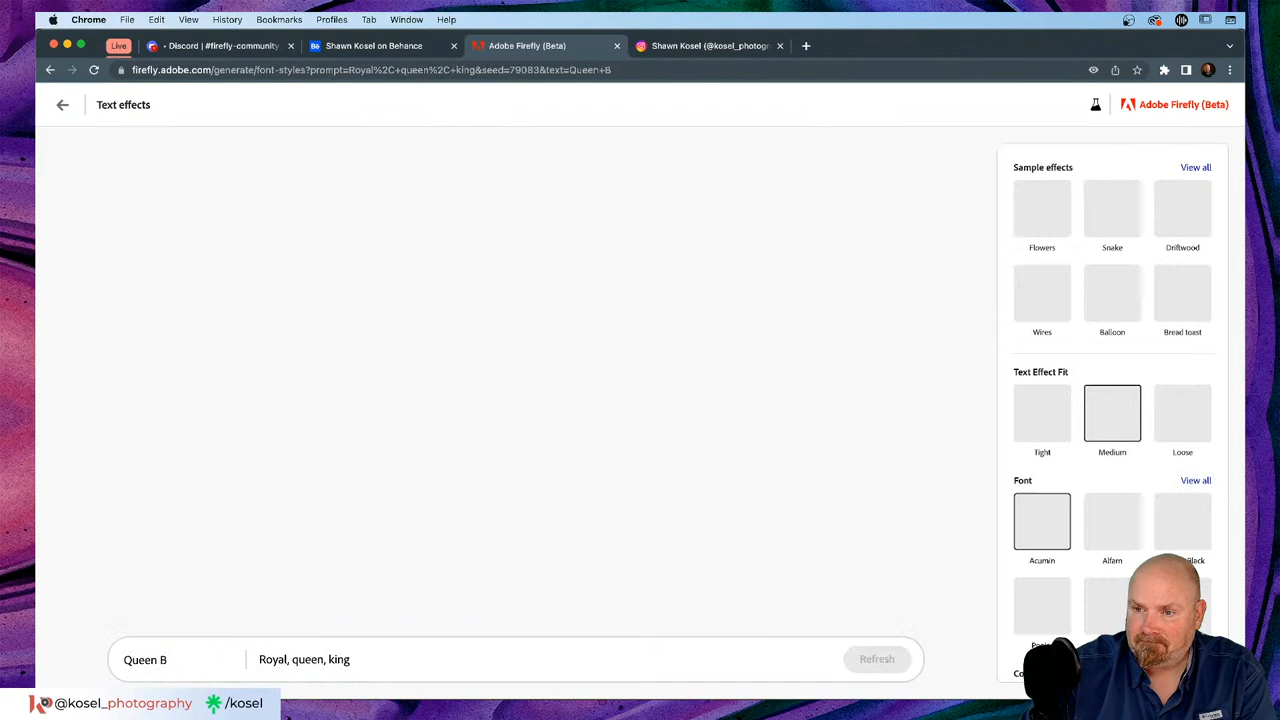 Chrome File Edit View History Bookmarks Profiles Tab Window Help
Live • Discord | #firefly-community Bē Shawn Kosel on Behance Adobe Firefly (Beta) Shawn Kosel (@kosel_photogr
firefly.adobe.com/generate/font-styles?prompt=Royal%2C+queen%2C+king&seed=79083&text=Queen+B
Text effects
Adobe Firefly (Beta)
Sample effects View all
Flowers Snake Driftwood
Wires Balloon Bread toast
Text Effect Fit
Tight Medium Loose
Font View all
Acumin Alfarn Black
Queen B Royal, queen, king Refresh
@kosel_photography /kosel